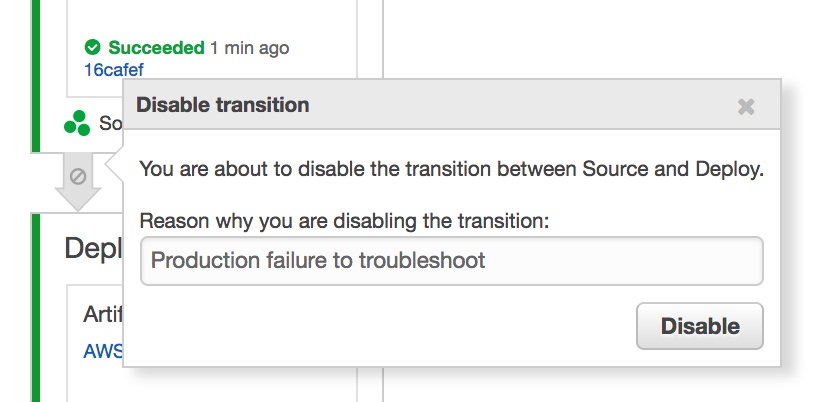 Succeeded 1 min ago
16cafef
Disable transition
So
You are about to disable the transition between Source and Deploy.
Reason why you are disabling the transition:
Depl
Production failure to troubleshoot
Artif
Disable
AWS